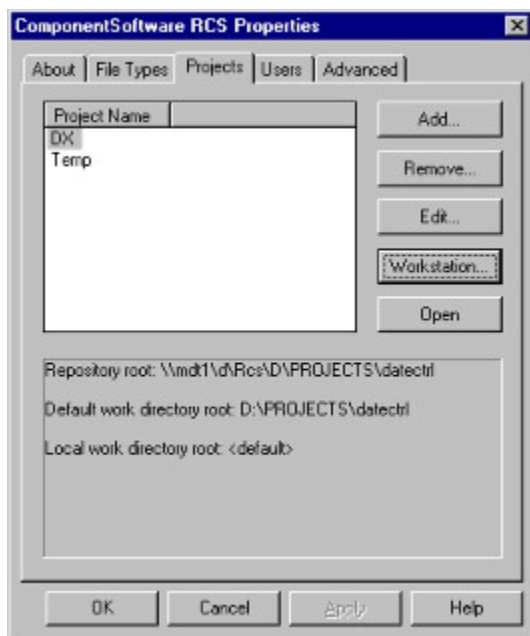 ComponentSoftware RCS Properties
About File Types Projects Users Advanced
Project Name
DX
Temp
Add...
Remove...
Edit...
Workstation...
Open
Repository root: \\mdt1\d\Rcs\D\PROJECTS\datectrl
Default work directory root: D:\PROJECTS\datectrl
Local work directory root: <default>
OK Cancel Apply Help